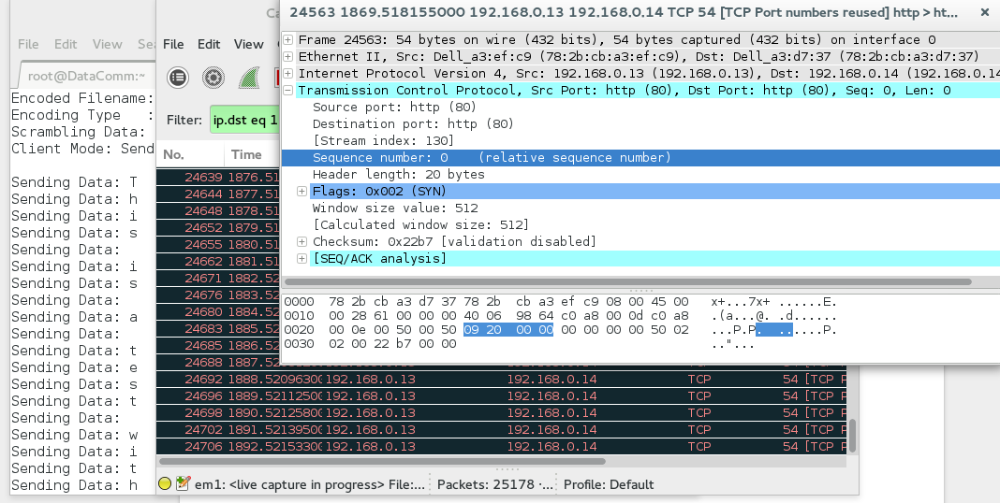 Ca
File Edit View Sea
root@DataComm:~
Encoded Filename:
Encoding Type   :
Scrambling Data:
Client Mode: Send
Sending Data: T
Sending Data: h
Sending Data: i
Sending Data: s
Sending Data:
Sending Data: i
Sending Data: s
Sending Data:
Sending Data: a
Sending Data:
Sending Data: t
Sending Data: e
Sending Data: s
Sending Data: t
Sending Data:
Sending Data: w
Sending Data: i
Sending Data: t
Sending Data: h
File Edit View
Filter: ip.dst eq 1
No. Time
24639 1876.51
24644 1877.51
24648 1878.51
24652 1879.51
24655 1880.51
24662 1881.51
24671 1882.52
24676 1883.52
24680 1884.52
24683 1885.52
24685 1886.52
24688 1887.52
24692 1888.52096300 192.168.0.13 192.168.0.14 TCP 54 [TCP P
24696 1889.52112500 192.168.0.13 192.168.0.14 TCP 54 [TCP P
24698 1890.52125800 192.168.0.13 192.168.0.14 TCP 54 [TCP P
24702 1891.52139500 192.168.0.13 192.168.0.14 TCP 54 [TCP P
24706 1892.52153300 192.168.0.13 192.168.0.14 TCP 54 [TCP P
em1: <live capture in progress> File:... Packets: 25178 ·... Profile: Default
24563 1869.518155000 192.168.0.13 192.168.0.14 TCP 54 [TCP Port numbers reused] http > ht... ×
Frame 24563: 54 bytes on wire (432 bits), 54 bytes captured (432 bits) on interface 0
Ethernet II, Src: Dell_a3:ef:c9 (78:2b:cb:a3:ef:c9), Dst: Dell_a3:d7:37 (78:2b:cb:a3:d7:37)
Internet Protocol Version 4, Src: 192.168.0.13 (192.168.0.13), Dst: 192.168.0.14 (192.168.0.14
Transmission Control Protocol, Src Port: http (80), Dst Port: http (80), Seq: 0, Len: 0
Source port: http (80)
Destination port: http (80)
[Stream index: 130]
Sequence number: 0    (relative sequence number)
Header length: 20 bytes
Flags: 0x002 (SYN)
Window size value: 512
[Calculated window size: 512]
Checksum: 0x22b7 [validation disabled]
[SEQ/ACK analysis]
0000  78 2b cb a3 d7 37 78 2b  cb a3 ef c9 08 00 45 00   x+...7x+ ......E.
0010  00 28 61 00 00 00 40 06  98 64 c0 a8 00 0d c0 a8   .(a...@. .d......
0020  00 0e 00 50 00 50 09 20  00 00 00 00 00 00 50 02   ...P.P.  ......P.
0030  02 00 22 b7 00 00   .."...